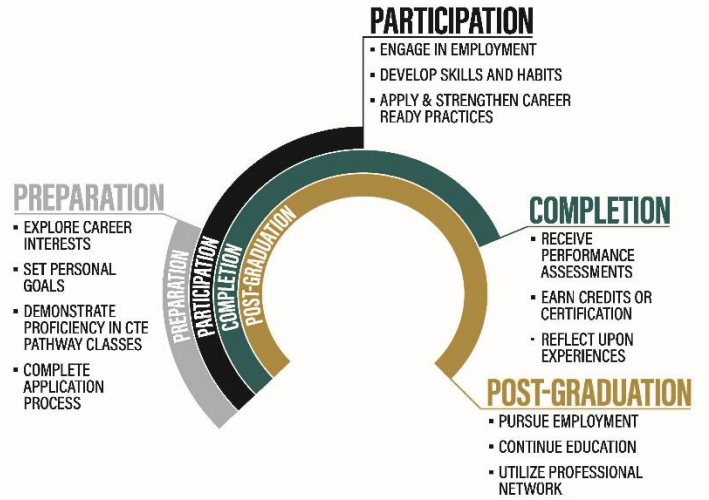 PARTICIPATION
▪ ENGAGE IN EMPLOYMENT
▪ DEVELOP SKILLS AND HABITS
▪ APPLY & STRENGTHEN CAREER
READY PRACTICES
PREPARATION
▪ EXPLORE CAREER
INTERESTS
▪ SET PERSONAL
GOALS
▪ DEMONSTRATE
PROFICIENCY IN CTE
PATHWAY CLASSES
▪ COMPLETE
APPLICATION
PROCESS
PREPARATION
PARTICIPATION
COMPLETION
POST-GRADUATION
COMPLETION
▪ RECEIVE
PERFORMANCE
ASSESSMENTS
▪ EARN CREDITS OR
CERTIFICATION
▪ REFLECT UPON
EXPERIENCES
POST-GRADUATION
▪ PURSUE EMPLOYMENT
▪ CONTINUE EDUCATION
▪ UTILIZE PROFESSIONAL
NETWORK